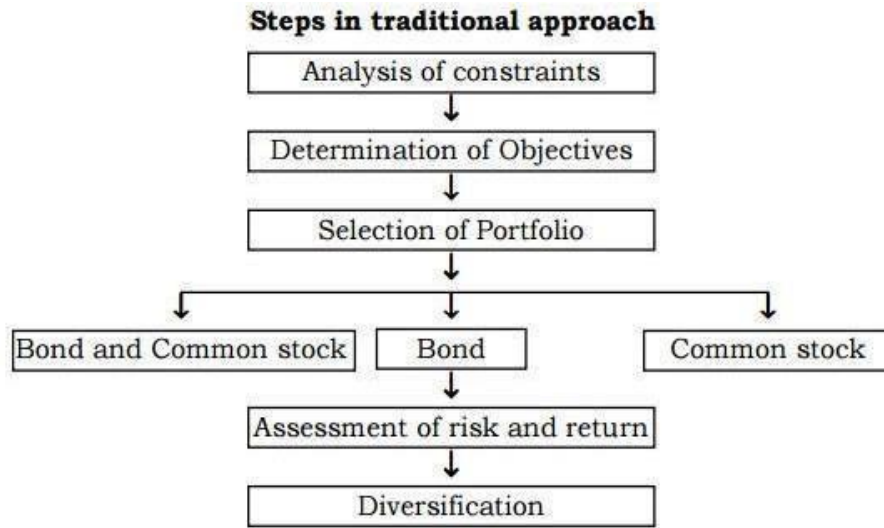 Steps in traditional approach
Analysis of constraints
Determination of Objectives
Selection of Portfolio
Bond and Common stock
Bond
Common stock
Assessment of risk and return
Diversification